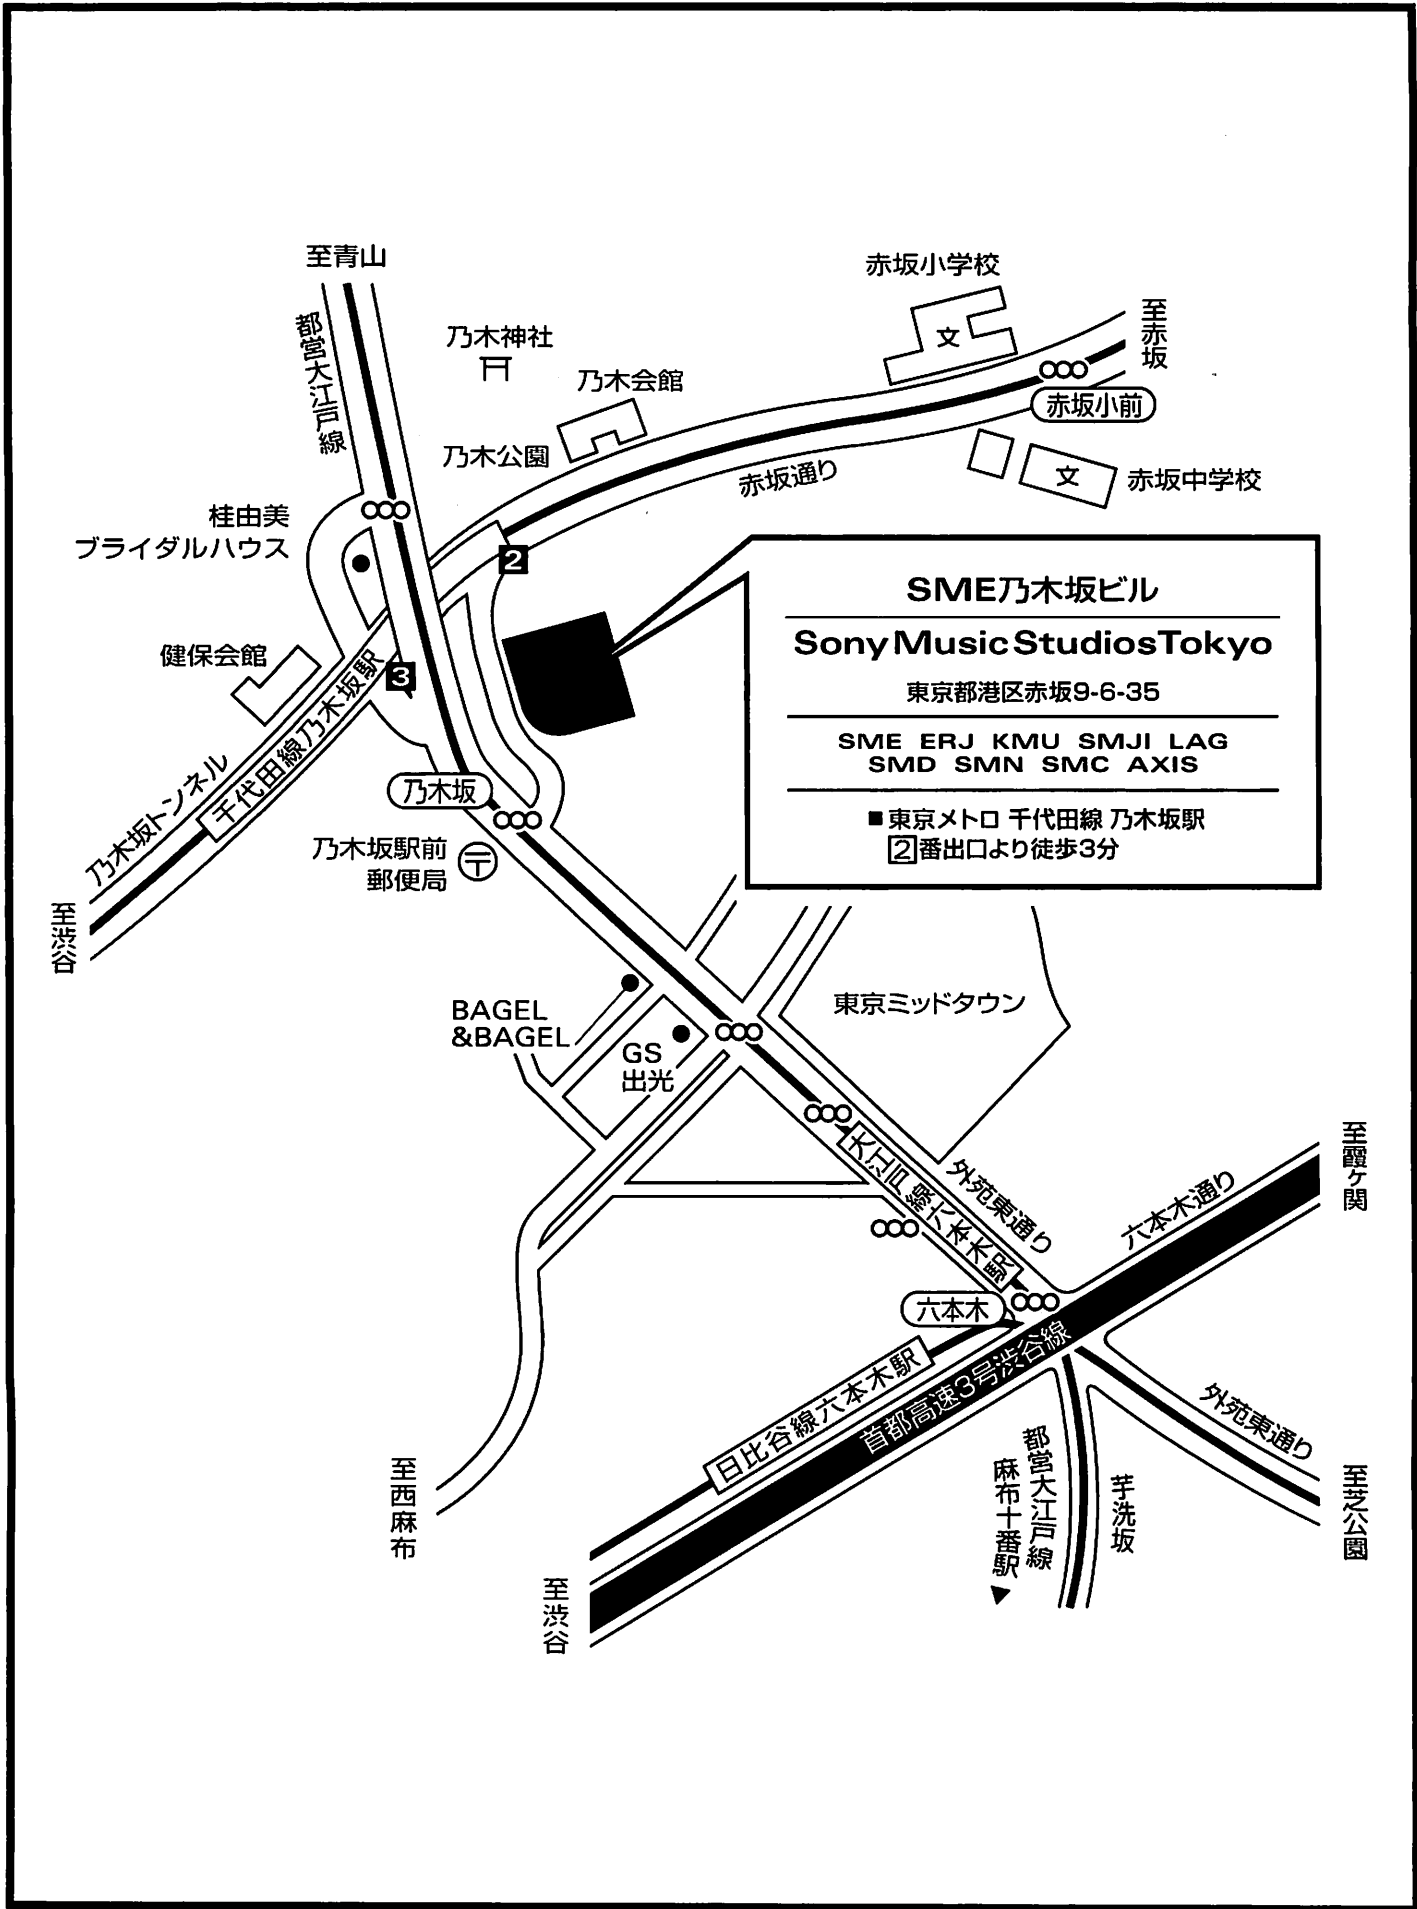 至青山
都営大江戸線
乃木神社
乃木会館
乃木公園
赤坂小学校
文
至赤坂
赤坂小前
赤坂通り
文
赤坂中学校
桂由美
ブライダルハウス
2
健保会館
3
千代田線乃木坂駅
乃木坂トンネル
至渋谷
SME乃木坂ビル
Sony Music Studios Tokyo
東京都港区赤坂9-6-35
SME ERJ KMU SMJI LAG
SMD SMN SMC AXIS
■東京メトロ 千代田線 乃木坂駅
2番出口より徒歩3分
乃木坂
乃木坂駅前
郵便局
〒
BAGEL
&BAGEL
GS
出光
東京ミッドタウン
大江戸線六本木駅
外苑東通り
六本木通り
至霞ヶ関
六本木
日比谷線六本木駅
首都高速3号渋谷線
外苑東通り
至芝公園
芋洗坂
都営大江戸線
麻布十番駅
至西麻布
至渋谷